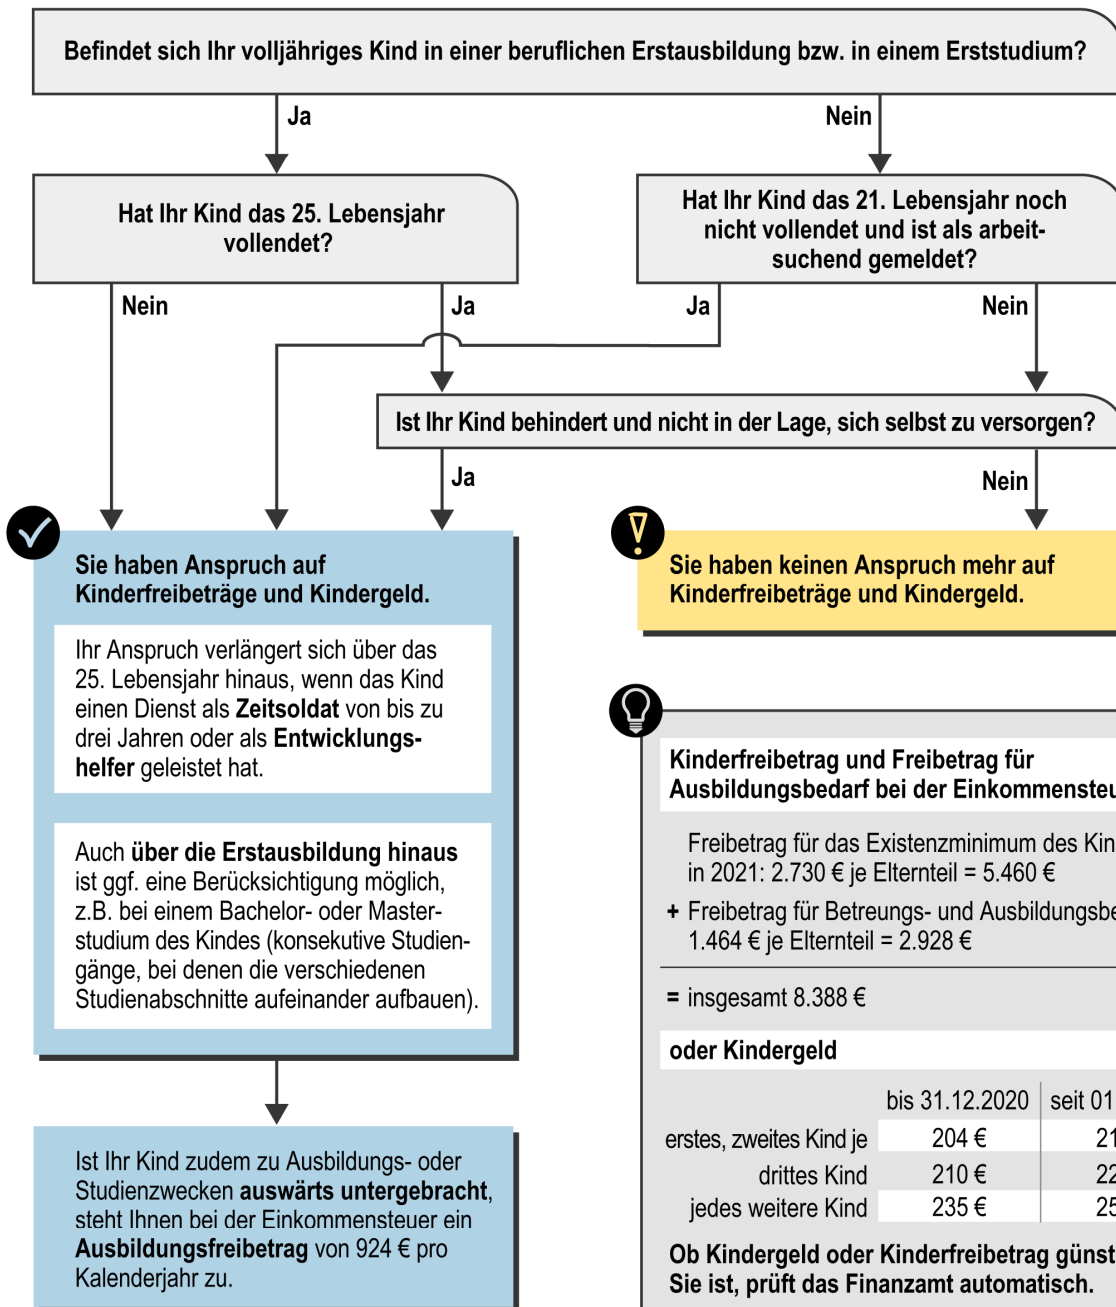 Befindet sich Ihr volljähriges Kind in einer beruflichen Erstausbildung bzw. in einem Erststudium?
Ja
Nein
Hat Ihr Kind das 25. Lebensjahr
vollendet?
Hat Ihr Kind das 21. Lebensjahr noch
nicht vollendet und ist als arbeit-
suchend gemeldet?
Nein
Ja
Ja
Nein
Ist Ihr Kind behindert und nicht in der Lage, sich selbst zu versorgen?
Ja
Nein
Sie haben Anspruch auf
Kinderfreibeträge und Kindergeld.
Ihr Anspruch verlängert sich über das
25. Lebensjahr hinaus, wenn das Kind
einen Dienst als Zeitsoldat von bis zu
drei Jahren oder als Entwicklungs-
helfer geleistet hat.
Auch über die Erstausbildung hinaus
ist ggf. eine Berücksichtigung möglich,
z.B. bei einem Bachelor- oder Master-
studium des Kindes (konsekutive Studien-
gänge, bei denen die verschiedenen
Studienabschnitte aufeinander aufbauen).
Ist Ihr Kind zudem zu Ausbildungs- oder
Studienzwecken auswärts untergebracht,
steht Ihnen bei der Einkommensteuer ein
Ausbildungsfreibetrag von 924 € pro
Kalenderjahr zu.
Sie haben keinen Anspruch mehr auf
Kinderfreibeträge und Kindergeld.
Kinderfreibetrag und Freibetrag für
Ausbildungsbedarf bei der Einkommensteu
Freibetrag für das Existenzminimum des Kin
in 2021: 2.730 € je Elternteil = 5.460 €
+ Freibetrag für Betreungs- und Ausbildungsbe
1.464 € je Elternteil = 2.928 €
= insgesamt 8.388 €
oder Kindergeld
bis 31.12.2020 seit 01
erstes, zweites Kind je 204 € 21
drittes Kind 210 € 22
jedes weitere Kind 235 € 25
Ob Kindergeld oder Kinderfreibetrag günsti
Sie ist, prüft das Finanzamt automatisch.